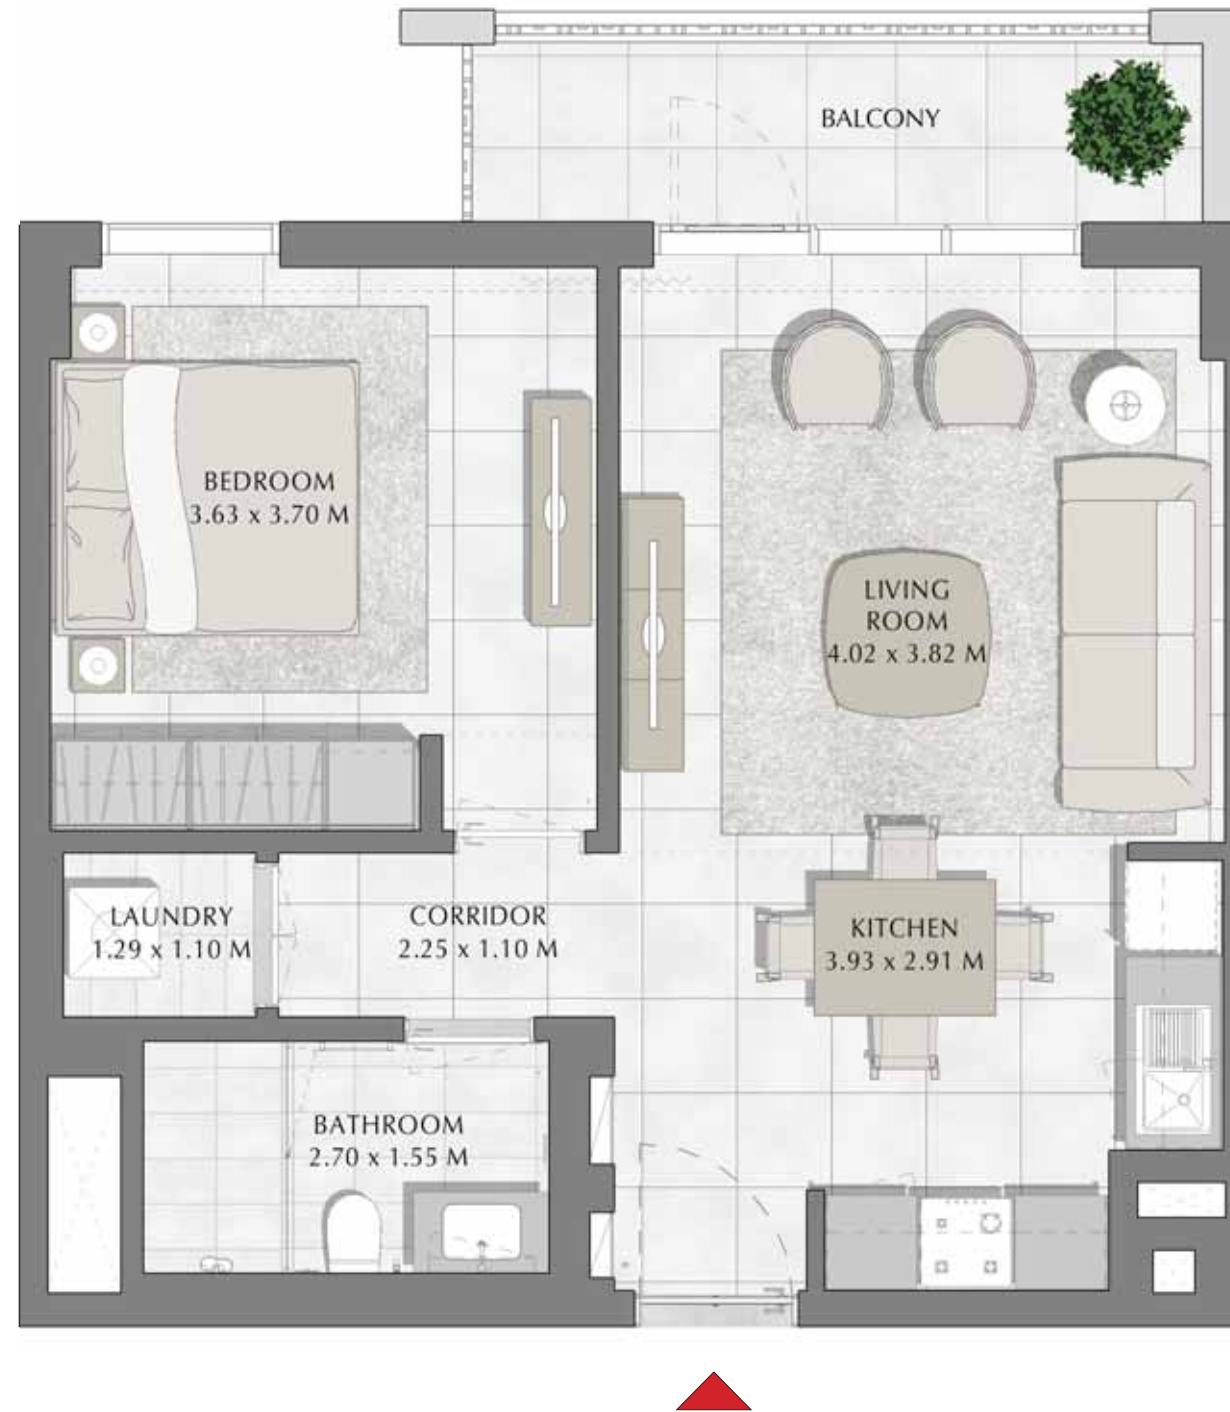 BALCONY
BEDROOM
3.63 x 3.70 M
LIVING
ROOM
4.02 x 3.82 M
LAUNDRY
1.29 x 1.10 M
CORRIDOR
2.25 x 1.10 M
KITCHEN
3.93 x 2.91 M
BATHROOM
2.70 x 1.55 M